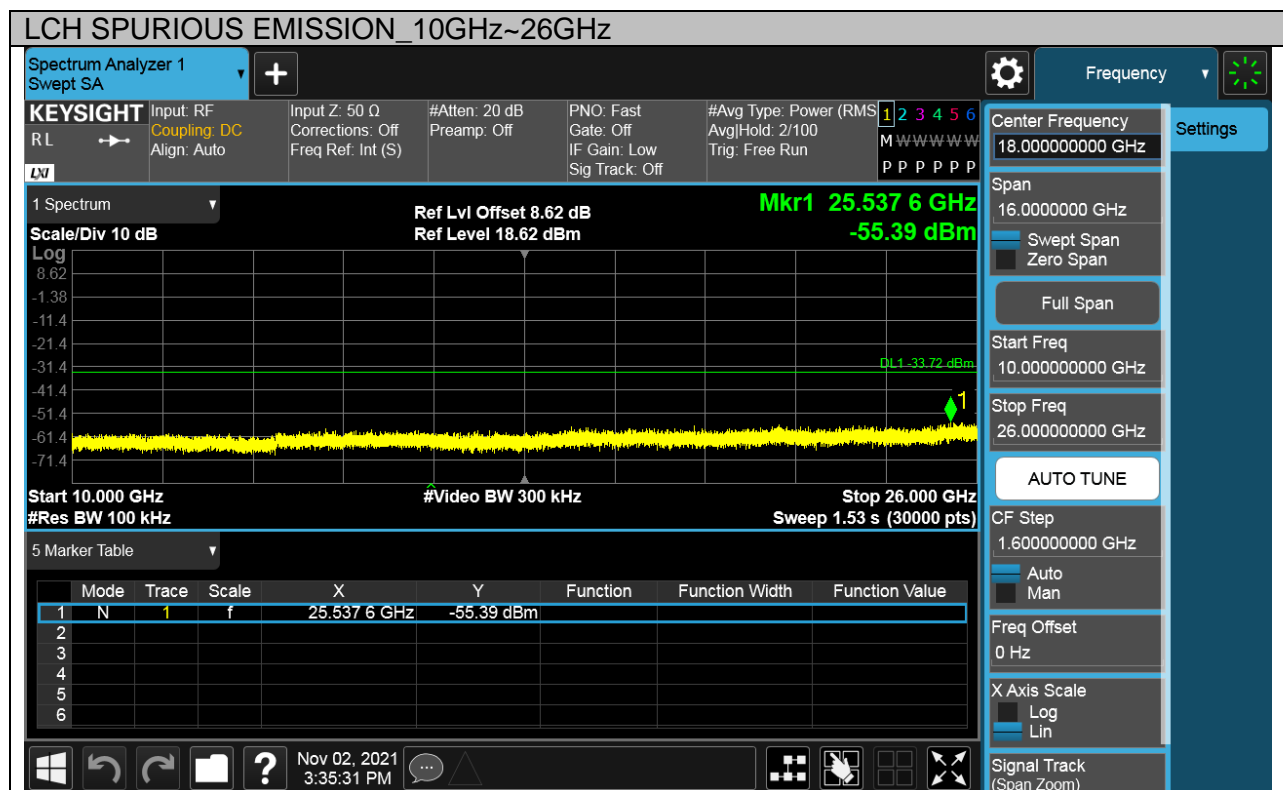 LCH SPURIOUS EMISSION_10GHz~26GHz
Spectrum Analyzer 1
Swept SA
Frequency
KEYSIGHT
RL
LXI
Input: RF
Coupling: DC
Align: Auto
Input Z: 50 Ω
Corrections: Off
Freq Ref: Int (S)
#Atten: 20 dB
Preamp: Off
PNO: Fast
Gate: Off
IF Gain: Low
Sig Track: Off
#Avg Type: Power (RMS
Avg|Hold: 2/100
Trig: Free Run
1 2 3 4 5 6
M W W W W W
P P P P P P
1 Spectrum
Scale/Div 10 dB
Ref Lvl Offset 8.62 dB
Ref Level 18.62 dBm
Mkr1 25.537 6 GHz
-55.39 dBm
Log
8.62
-1.38
-11.4
-21.4
-31.4
-41.4
-51.4
-61.4
-71.4
DL1 -33.72 dBm
1
Start 10.000 GHz
#Video BW 300 kHz
Stop 26.000 GHz
#Res BW 100 kHz
Sweep 1.53 s (30000 pts)
5 Marker Table
Mode Trace Scale X Y Function Function Width Function Value
1 N 1 f 25.537 6 GHz -55.39 dBm
2
3
4
5
6
Nov 02, 2021
3:35:31 PM
Center Frequency
18.000000000 GHz
Settings
Span
16.0000000 GHz
Swept Span
Zero Span
Full Span
Start Freq
10.000000000 GHz
Stop Freq
26.000000000 GHz
AUTO TUNE
CF Step
1.600000000 GHz
Auto
Man
Freq Offset
0 Hz
X Axis Scale
Log
Lin
Signal Track
(Span Zoom)